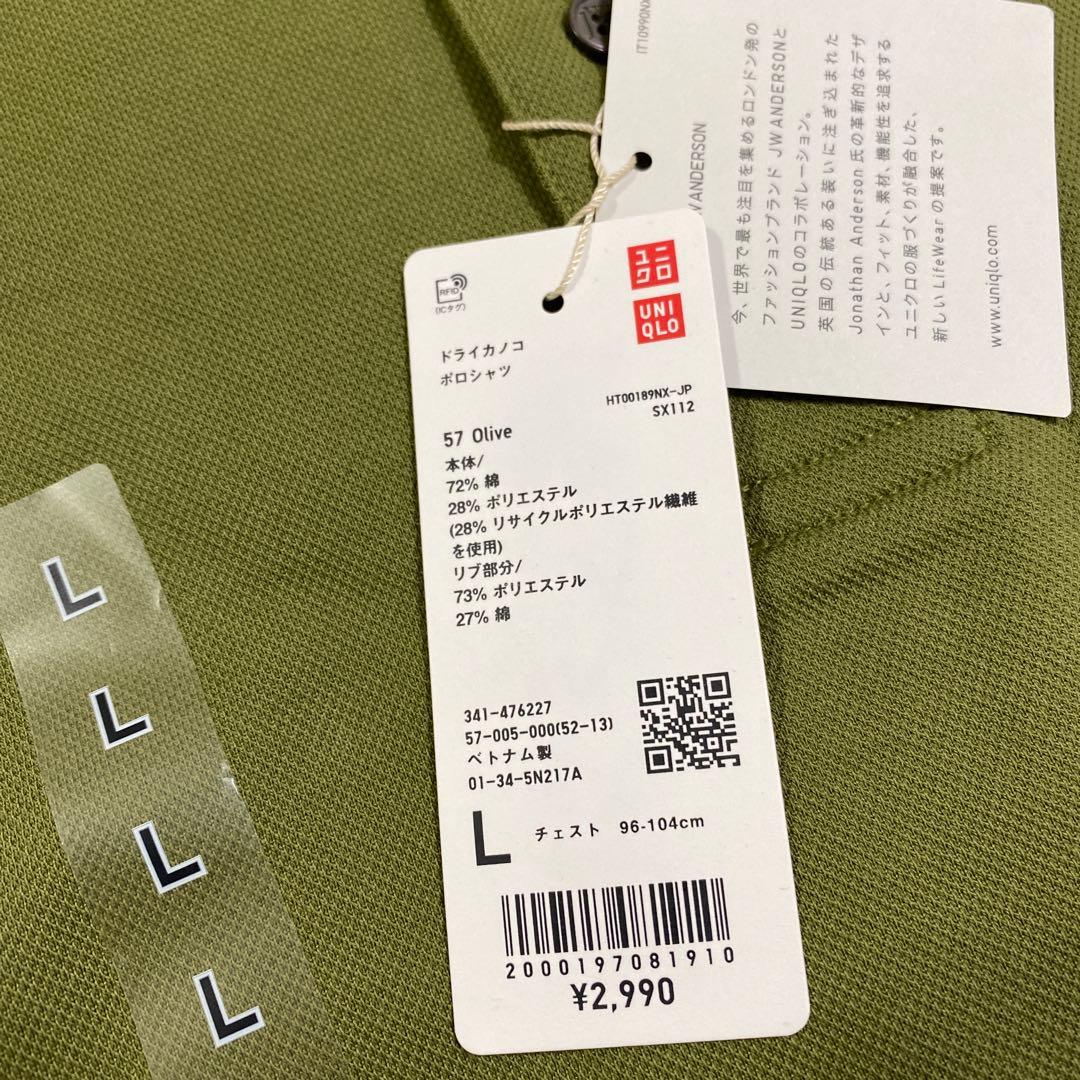 IT10990NX
JW ANDERSON
今、世界で最も注目を集めるロンドン発の
ファッションブランド JW ANDERSONと
UNIQLOのコラボレーション。
英国の伝統ある装いに注ぎ込まれた
Jonathan Anderson 氏の革新的なデザ
インと、フィット、素材、機能性を追求する
ユニクロの服づくりが融合した、
新しい LifeWear の提案です。
www.uniqlo.com
RFID
(ICタグ)
ユニ
クロ
UNI
QLO
ドライカノコ
ポロシャツ
HT00189NX-JP
SX112
57 Olive
本体/
72% 綿
28% ポリエステル
(28% リサイクルポリエステル繊維
を使用)
リブ部分/
73% ポリエステル
27% 綿
341-476227
57-005-000(52-13)
ベトナム製
01-34-5N217A
L チェスト 96-104cm
2000197081910
¥2,990
L
L
L
L